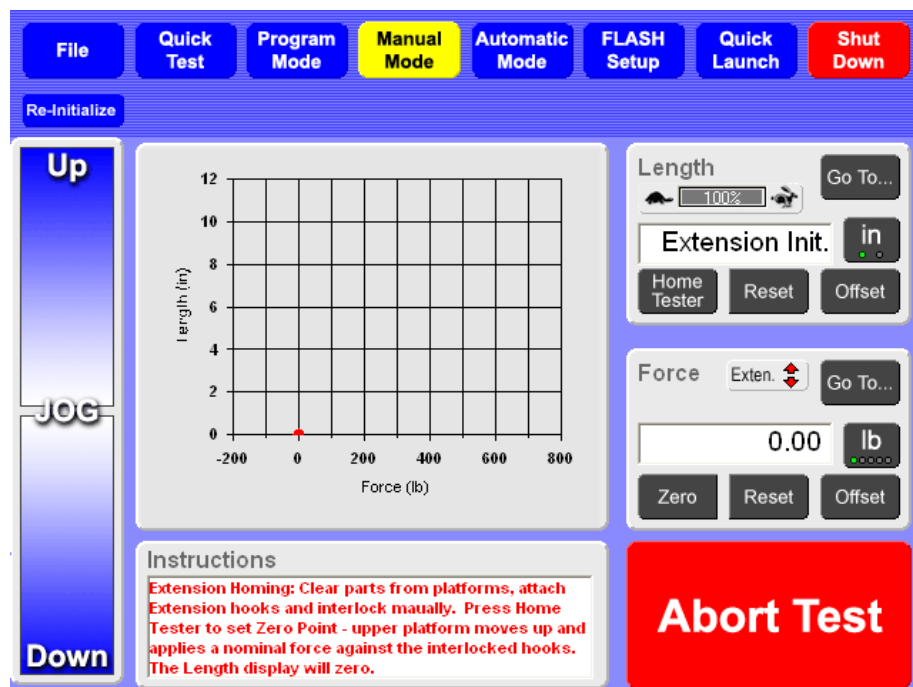 File
Quick
Test
Program
Mode
Manual
Mode
Automatic
Mode
FLASH
Setup
Quick
Launch
Shut
Down
Re-Initialize
Up
JOG
Down
12
10
8
6
4
2
0
Length (in)
-200 0 200 400 600 800
Force (lb)
Length
Go To...
100%
Extension Init.
in
Home
Tester
Reset
Offset
Force
Exten.
Go To...
0.00
lb
Zero
Reset
Offset
Instructions
Extension Homing: Clear parts from platforms, attach
Extension hooks and interlock maually. Press Home
Tester to set Zero Point - upper platform moves up and
applies a nominal force against the interlocked hooks.
The Length display will zero.
Abort Test